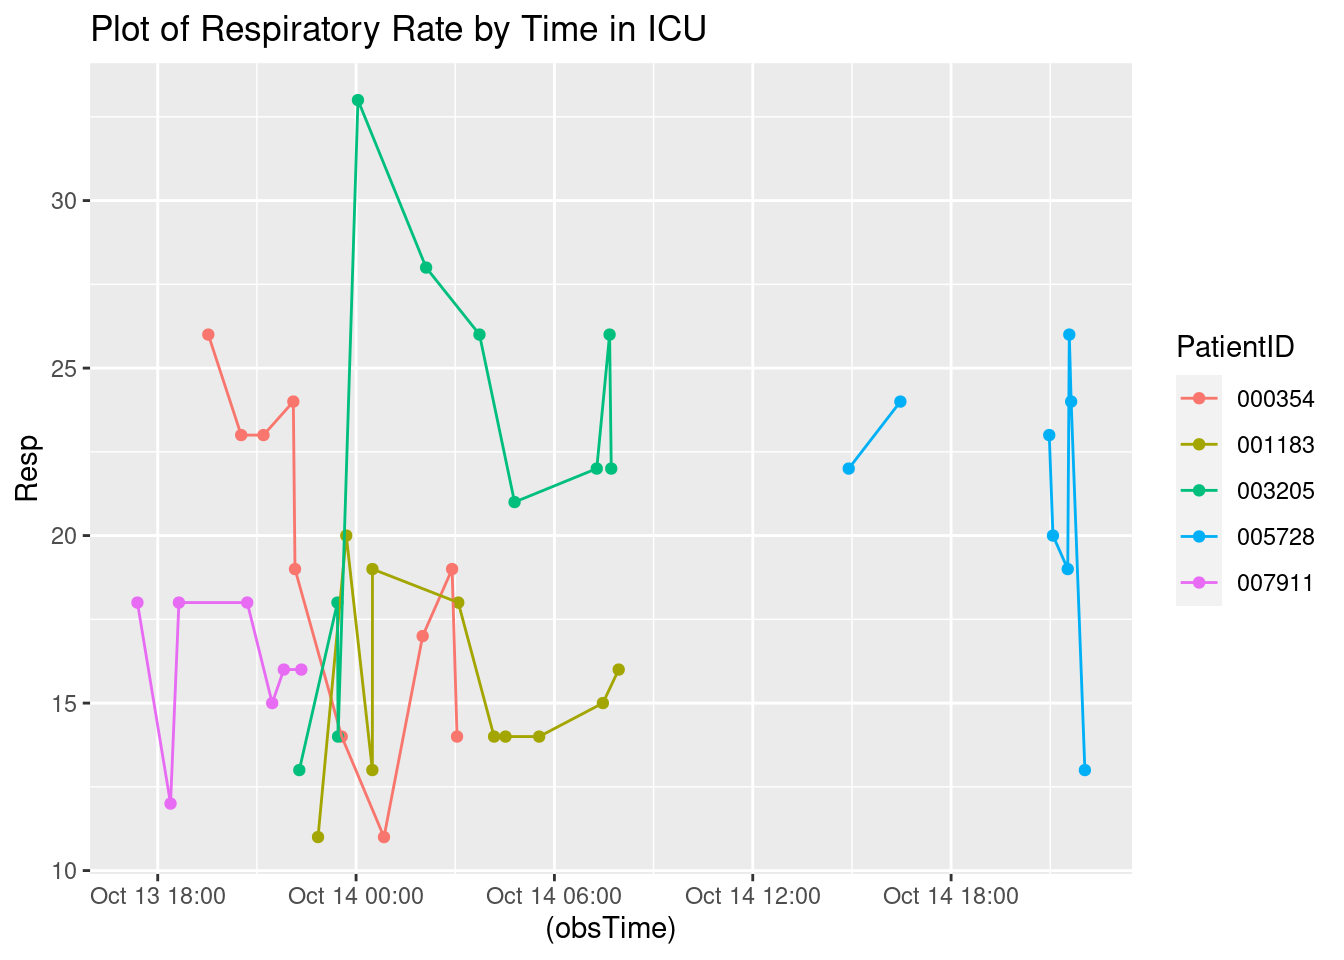 Plot of Respiratory Rate by Time in ICU
30
25
20
15
10
Resp
Oct 13 18:00
Oct 14 00:00
Oct 14 06:00
Oct 14 12:00
Oct 14 18:00
(obsTime)
PatientID
000354
001183
003205
005728
007911